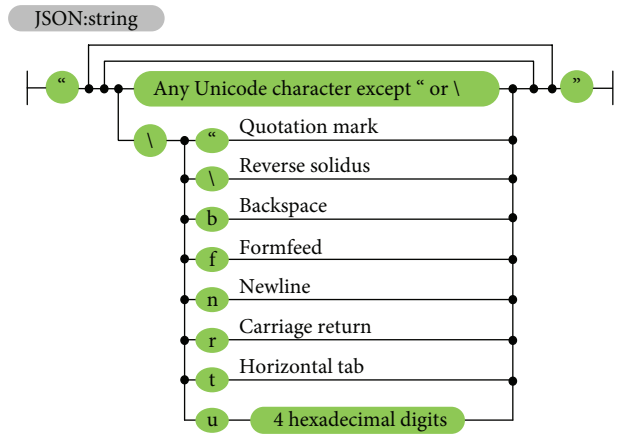 JSON:string
“ Any Unicode character except “ or \ ”
\ “ Quotation mark
\ Reverse solidus
b Backspace
f Formfeed
n Newline
r Carriage return
t Horizontal tab
u 4 hexadecimal digits